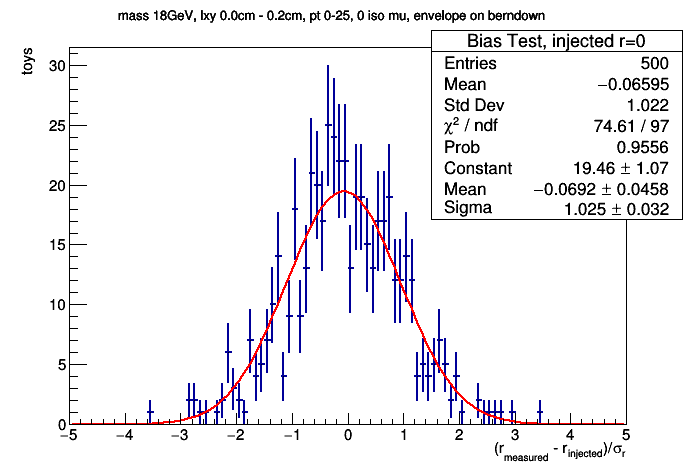 mass 18GeV, lxy 0.0cm - 0.2cm, pt 0-25, 0 iso mu, envelope on berndown
Bias Test, injected r=0
Entries 500
Mean −0.06595
Std Dev 1.022
χ² / ndf 74.61 / 97
Prob 0.9556
Constant 19.46 ± 1.07
Mean −0.0692 ± 0.0458
Sigma 1.025 ± 0.032
toys
30
25
20
15
10
5
0
−5 −4 −3 −2 −1 0 1 2 3 4 5
(r_measured - r_injected)/σ_r